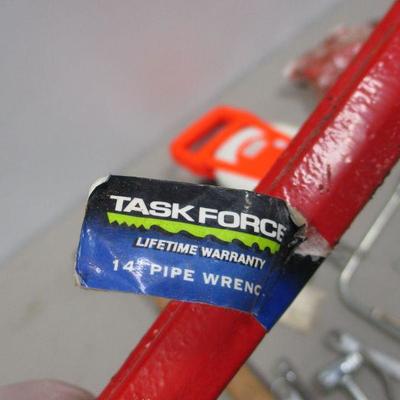 TASK FORCE
LIFETIME WARRANTY
14" PIPE WRENC